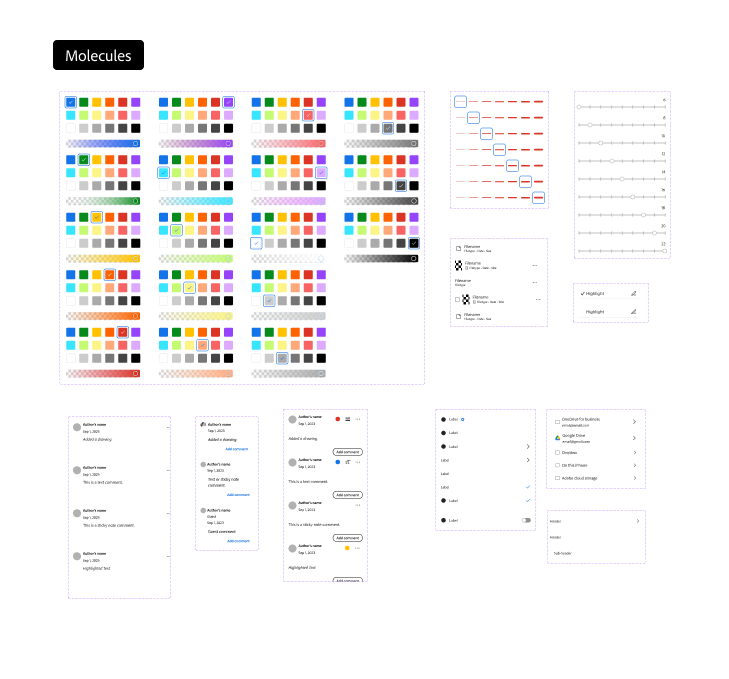 Molecules
6
8
10
12
14
16
18
20
22
Filename
Filetype • Date • Size
Filename
Filetype • Date • Size
Filename
Filetype
Filename
Filetype • Date • Size
Filename
Filetype • Date • Size
Highlight
Highlight
Author's name
Sep 1, 2023
Added a drawing
Author's name
Sep 1, 2023
This is a text comment.
Author's name
Sep 1, 2023
This is a sticky note comment.
Author's name
Sep 1, 2023
Highlighted Text
Author's name
Sep 1, 2023
Added a drawing
Add comment
Author's name
Sep 1, 2023
Text or sticky note
comment.
Add comment
Author's name
Guest
Sep 1, 2023
Guest comment
Add comment
Author's name
Sep 1, 2023
Added a drawing
Add comment
Author's name
Sep 1, 2023
This is a text comment.
Add comment
Author's name
Sep 1, 2023
This is a sticky note comment.
Add comment
Author's name
Sep 1, 2023
Highlighted text
Add comment
Label
Label
Label
Label
Label
Label
Label
Label
OneDrive for business
email@email.com
Google Drive
email@gmail.com
Dropbox
On this iPhone
Adobe cloud storage
Header
Header
Sub-header